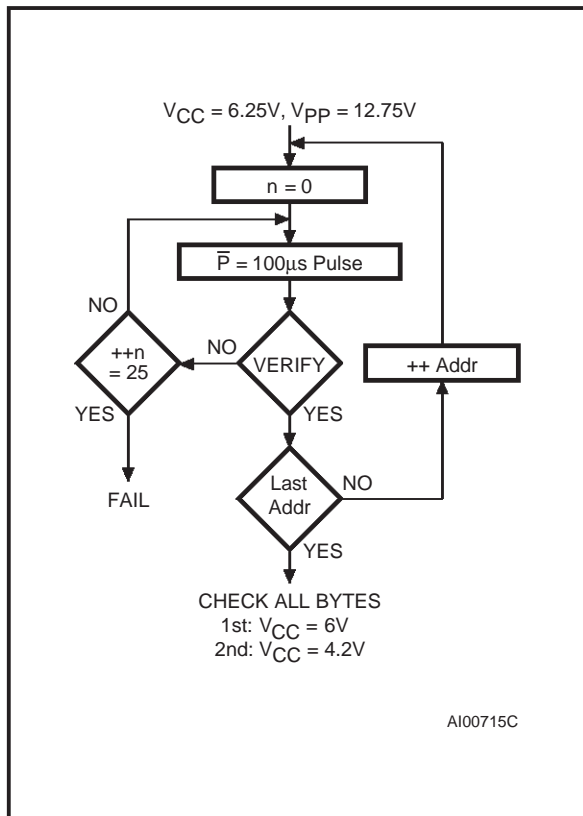 VCC = 6.25V, VPP = 12.75V
n = 0
P̅ = 100µs Pulse
NO
++n
= 25
NO
VERIFY
++ Addr
YES
YES
Last
Addr
NO
FAIL
YES
CHECK ALL BYTES
1st: VCC = 6V
2nd: VCC = 4.2V
AI00715C